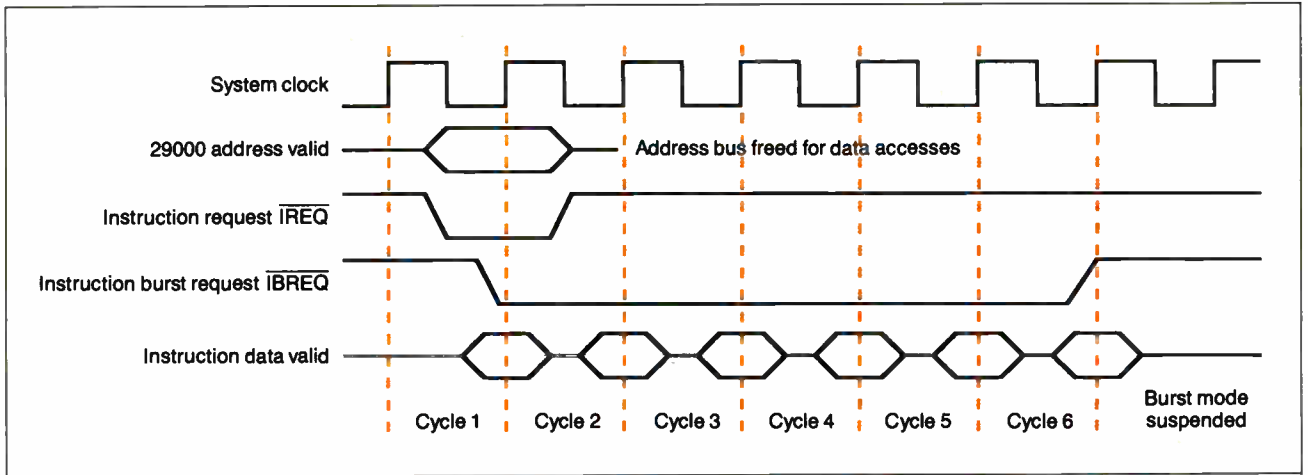 System clock
29000 address valid
Address bus freed for data accesses
Instruction request IREQ
Instruction burst request IBREQ
Instruction data valid
Cycle 1
Cycle 2
Cycle 3
Cycle 4
Cycle 5
Cycle 6
Burst mode
suspended